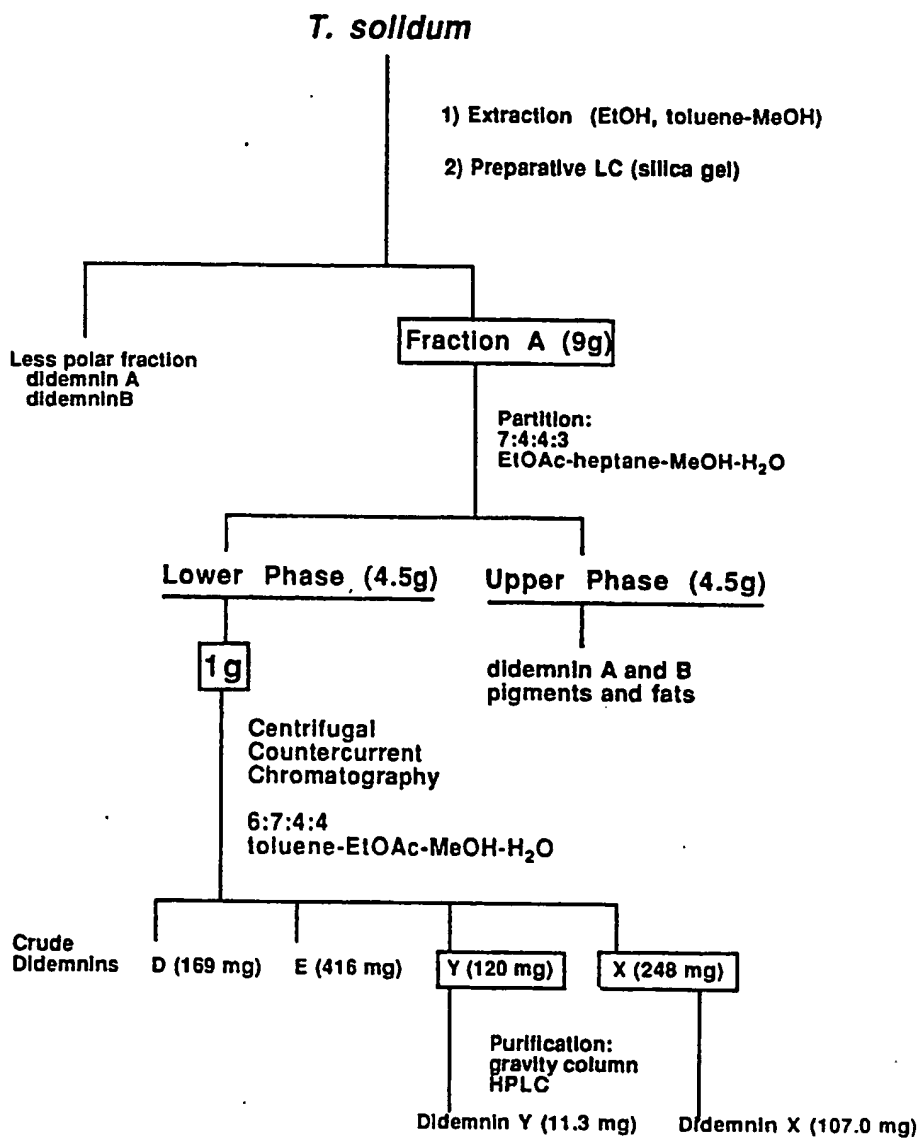 T. solidum
1) Extraction (EtOH, toluene-MeOH)
2) Preparative LC (silica gel)
Less polar fraction
didemnin A
didemninB
Fraction A (9g)
Partition:
7:4:4:3
EtOAc-heptane-MeOH-H₂O
Lower Phase (4.5g)
Upper Phase (4.5g)
1g
didemnin A and B
pigments and fats
Centrifugal
Countercurrent
Chromatography
6:7:4:4
toluene-EtOAc-MeOH-H₂O
Crude
Didemnins
D (169 mg)
E (416 mg)
Y (120 mg)
X (248 mg)
Purification:
gravity column
HPLC
Didemnin Y (11.3 mg)
Didemnin X (107.0 mg)